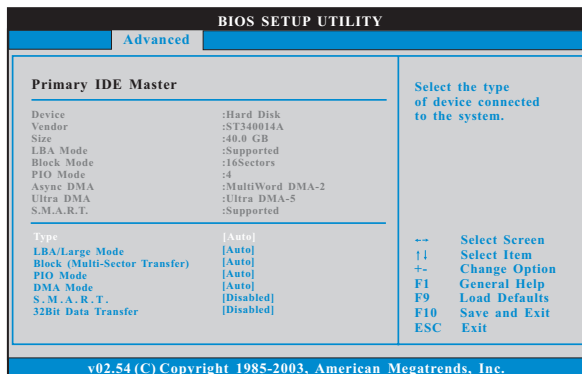 BIOS SETUP UTILITY
Advanced
Primary IDE Master
Device :Hard Disk
Vendor :ST340014A
Size :40.0 GB
LBA Mode :Supported
Block Mode :16Sectors
PIO Mode :4
Async DMA :MultiWord DMA-2
Ultra DMA :Ultra DMA-5
S.M.A.R.T. :Supported
Type [Auto]
LBA/Large Mode [Auto]
Block (Multi-Sector Transfer) [Auto]
PIO Mode [Auto]
DMA Mode [Auto]
S.M.A.R.T. [Disabled]
32Bit Data Transfer [Disabled]
Select the type
of device connected
to the system.
←→ Select Screen
↑↓ Select Item
+- Change Option
F1 General Help
F9 Load Defaults
F10 Save and Exit
ESC Exit
v02.54 (C) Copyright 1985-2003, American Megatrends, Inc.